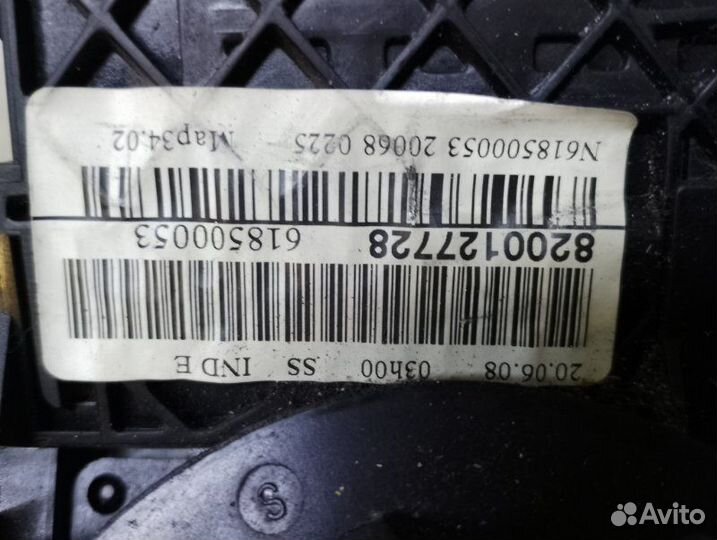 20.06.08 03h00 SS IND E
8200127728 618500053
N618500053 20068 0225 Map34.02
S
Avito